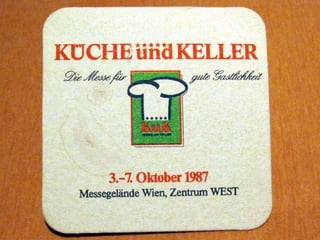 KÜCHE und KELLER
Die Messe für gute Gastlichkeit
KuK
3.-7. Oktober 1987
Messegelände Wien, Zentrum WEST